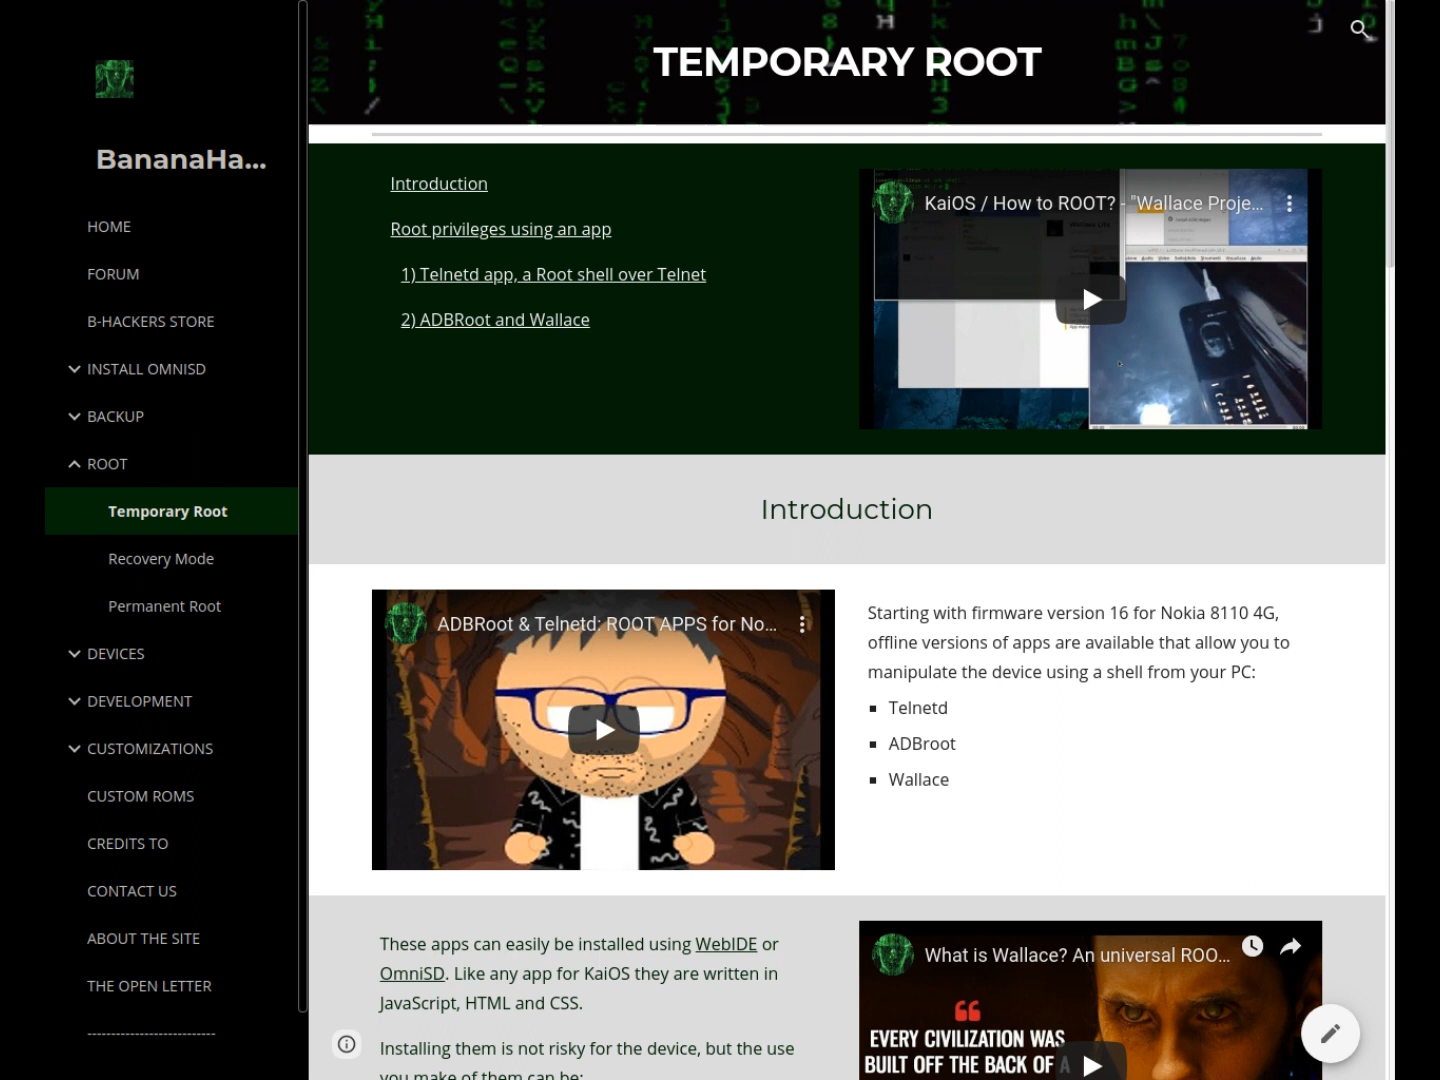 TEMPORARY ROOT
BananaHa...
HOME
FORUM
B-HACKERS STORE
INSTALL OMNISD
BACKUP
ROOT
Temporary Root
Recovery Mode
Permanent Root
DEVICES
DEVELOPMENT
CUSTOMIZATIONS
CUSTOM ROMS
CREDITS TO
CONTACT US
ABOUT THE SITE
THE OPEN LETTER
---------------------------
Introduction
Root privileges using an app
1) Telnetd app, a Root shell over Telnet
2) ADBRoot and Wallace
KaiOS / How to ROOT? - "Wallace Proje...
Introduction
ADBRoot & Telnetd: ROOT APPS for No...
Starting with firmware version 16 for Nokia 8110 4G,
offline versions of apps are available that allow you to
manipulate the device using a shell from your PC:
▪ Telnetd
▪ ADBroot
▪ Wallace
These apps can easily be installed using WebIDE or
OmniSD. Like any app for KaiOS they are written in
JavaScript, HTML and CSS.
Installing them is not risky for the device, but the use
you make of them can be:
What is Wallace? An universal ROO...
EVERY CIVILIZATION WAS
BUILT OFF THE BACK OF A